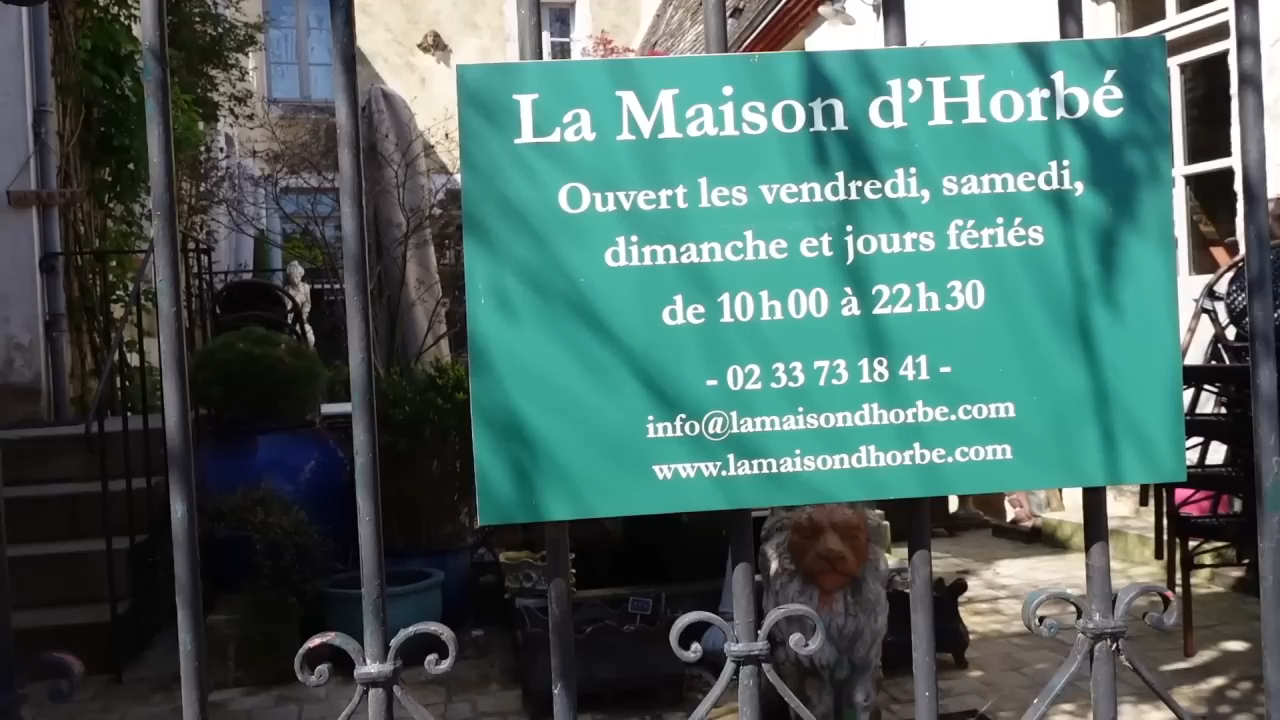 La Maison d’Horbé
Ouvert les vendredi, samedi,
dimanche et jours fériés
de 10h00 à 22h30
- 02 33 73 18 41 -
info@lamaisondhorbe.com
www.lamaisondhorbe.com